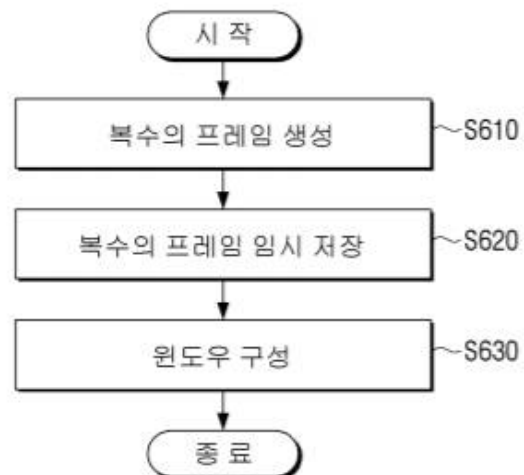 시 작
복수의 프레임 생성
S610
복수의 프레임 임시 저장
S620
윈도우 구성
S630
종 료